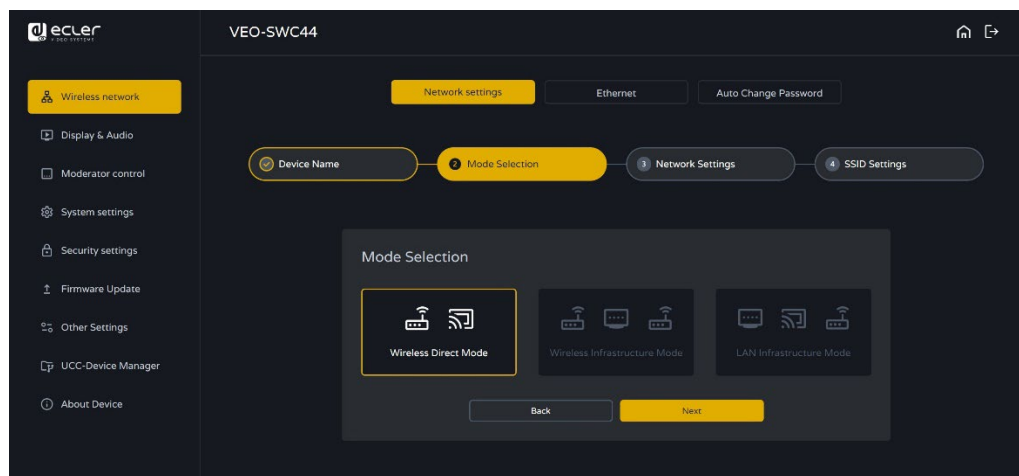 ecler
VEO-SWC44
Wireless network
Display & Audio
Moderator control
System settings
Security settings
Firmware Update
Other Settings
UCC-Device Manager
About Device
Network settings
Ethernet
Auto Change Password
Device Name
2 Mode Selection
3 Network Settings
4 SSID Settings
Mode Selection
Wireless Direct Mode
Wireless Infrastructure Mode
LAN Infrastructure Mode
Back
Next